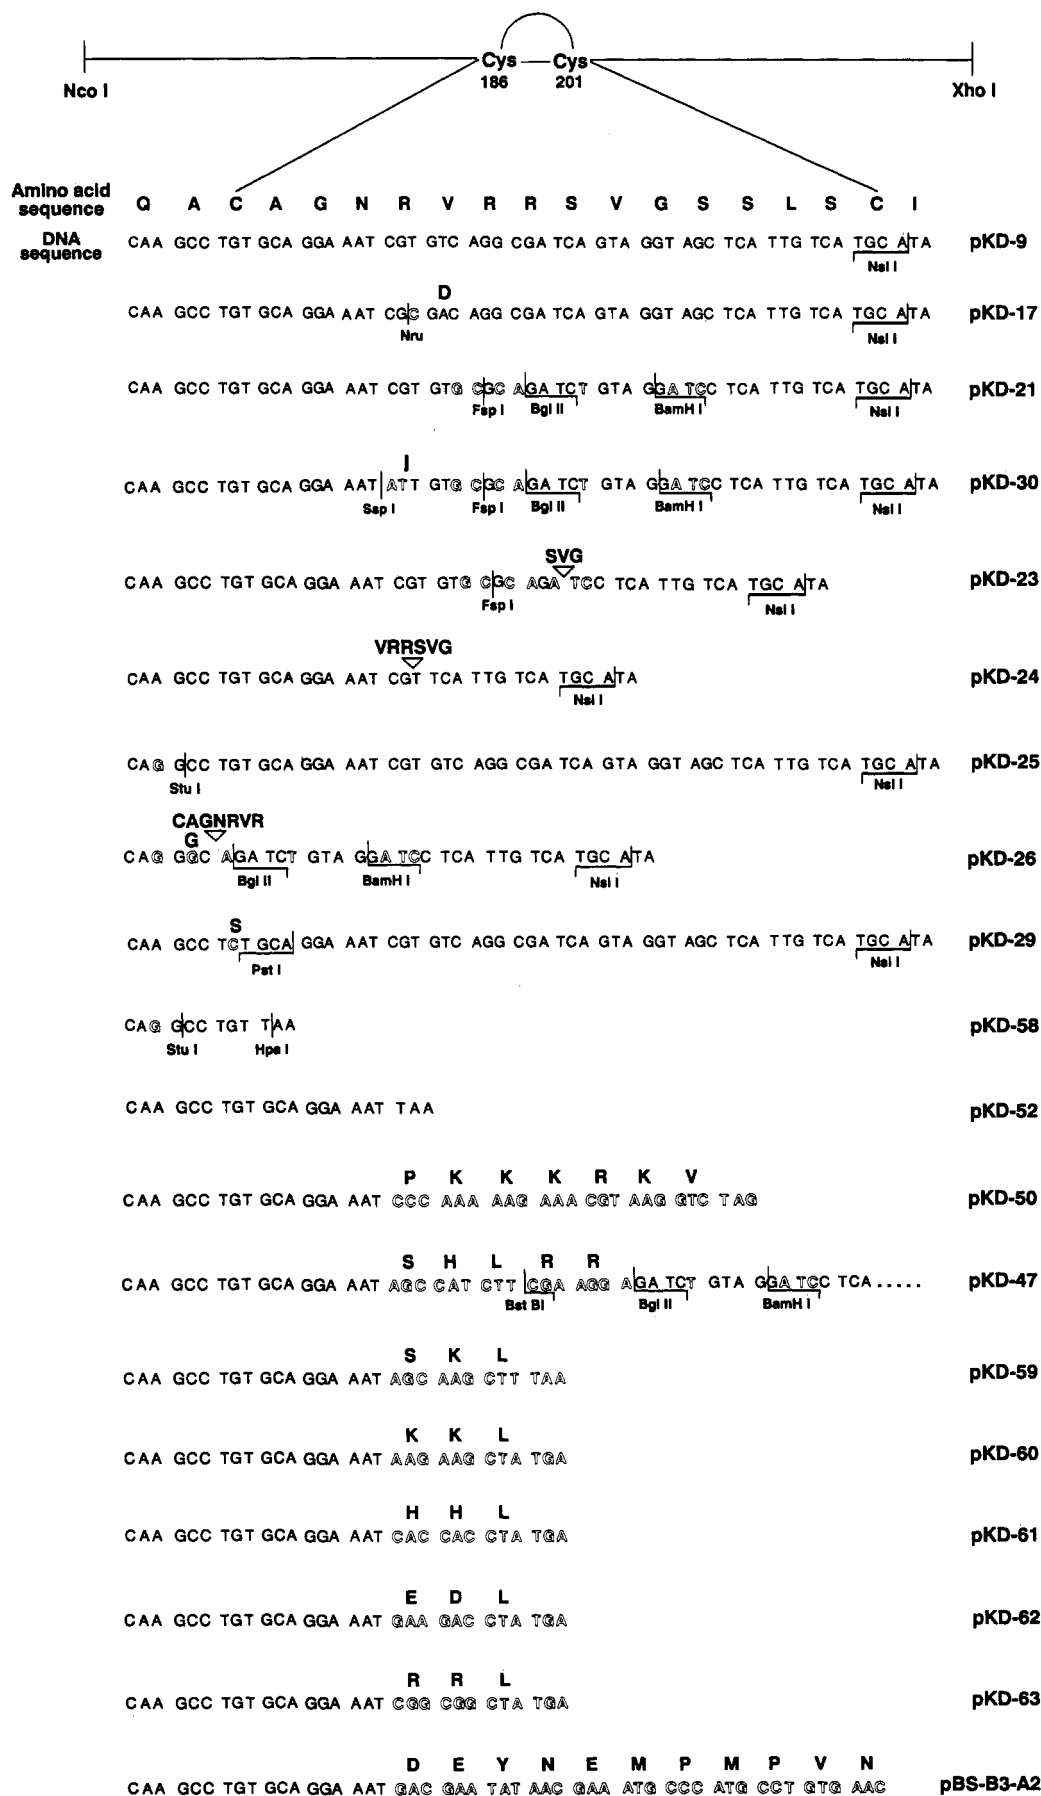 Cys Cys
186 201
Nco I Xho I
Amino acid sequence Q A C A G N R V R R S V G S S L S C I
DNA sequence CAA GCC TGT GCA GGA AAT CGT GTC AGG CGA TCA GTA GGT AGC TCA TTG TCA TGC ATA pKD-9
Nsi I
D
CAA GCC TGT GCA GGA AAT CGC GAC AGG CGA TCA GTA GGT AGC TCA TTG TCA TGC ATA pKD-17
Nru Nsi I
CAA GCC TGT GCA GGA AAT CGT GTG CGC AGA TCT GTA GGA TCC TCA TTG TCA TGC ATA pKD-21
Fsp I Bgl II BamH I Nsi I
I
CAA GCC TGT GCA GGA AAT ATT GTG CGC AGA TCT GTA GGA TCC TCA TTG TCA TGC ATA pKD-30
Ssp I Fsp I Bgl II BamH I Nsi I
SVG
CAA GCC TGT GCA GGA AAT CGT GTG CGC AGA TCC TCA TTG TCA TGC ATA pKD-23
Fsp I Nsi I
VRRSVG
CAA GCC TGT GCA GGA AAT CGT TCA TTG TCA TGC ATA pKD-24
Nsi I
CAG GCC TGT GCA GGA AAT CGT GTC AGG CGA TCA GTA GGT AGC TCA TTG TCA TGC ATA pKD-25
Stu I Nsi I
CAGNRVR
G
CAG GGC AGA TCT GTA GGA TCC TCA TTG TCA TGC ATA pKD-26
Bgl II BamH I Nsi I
S
CAA GCC TCT GCA GGA AAT CGT GTC AGG CGA TCA GTA GGT AGC TCA TTG TCA TGC ATA pKD-29
Pst I Nsi I
CAG GCC TGT TAA pKD-58
Stu I Hpa I
CAA GCC TGT GCA GGA AAT TAA pKD-52
P K K K R K V
CAA GCC TGT GCA GGA AAT CCC AAA AAG AAA CGT AAG GTC TAG pKD-50
S H L R R
CAA GCC TGT GCA GGA AAT AGC CAT CTT CGA AGG AGA TCT GTA GGA TCC TCA..... pKD-47
Bst BI Bgl II BamH I
S K L
CAA GCC TGT GCA GGA AAT AGC AAG CTT TAA pKD-59
K K L
CAA GCC TGT GCA GGA AAT AAG AAG CTA TGA pKD-60
H H L
CAA GCC TGT GCA GGA AAT CAC CAC CTA TGA pKD-61
E D L
CAA GCC TGT GCA GGA AAT GAA GAC CTA TGA pKD-62
R R L
CAA GCC TGT GCA GGA AAT CGG CGG CTA TGA pKD-63
D E Y N E M P M P V N
CAA GCC TGT GCA GGA AAT GAC GAA TAT AAC GAA ATG CCC ATG CCT GTG AAC pBS-B3-A2